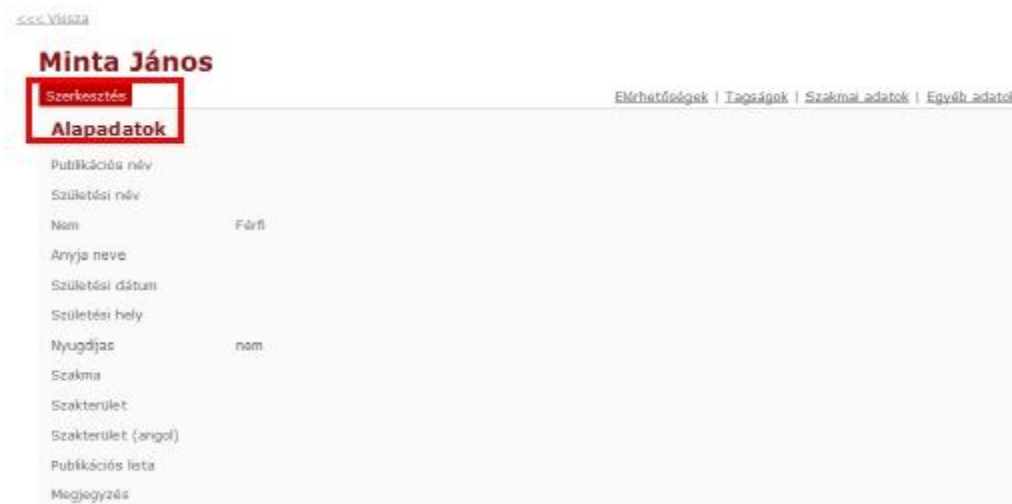 <<< Vissza
Minta János
Szerkesztés
Elérhetőségek | Tagságok | Szakmai adatok | Egyéb adatok
Alapadatok
Publikációs név
Születési név
Nem Férfi
Anyja neve
Születési dátum
Születési hely
Nyugdíjas nem
Szakma
Szakterület
Szakterület (angol)
Publikációs lista
Megjegyzés